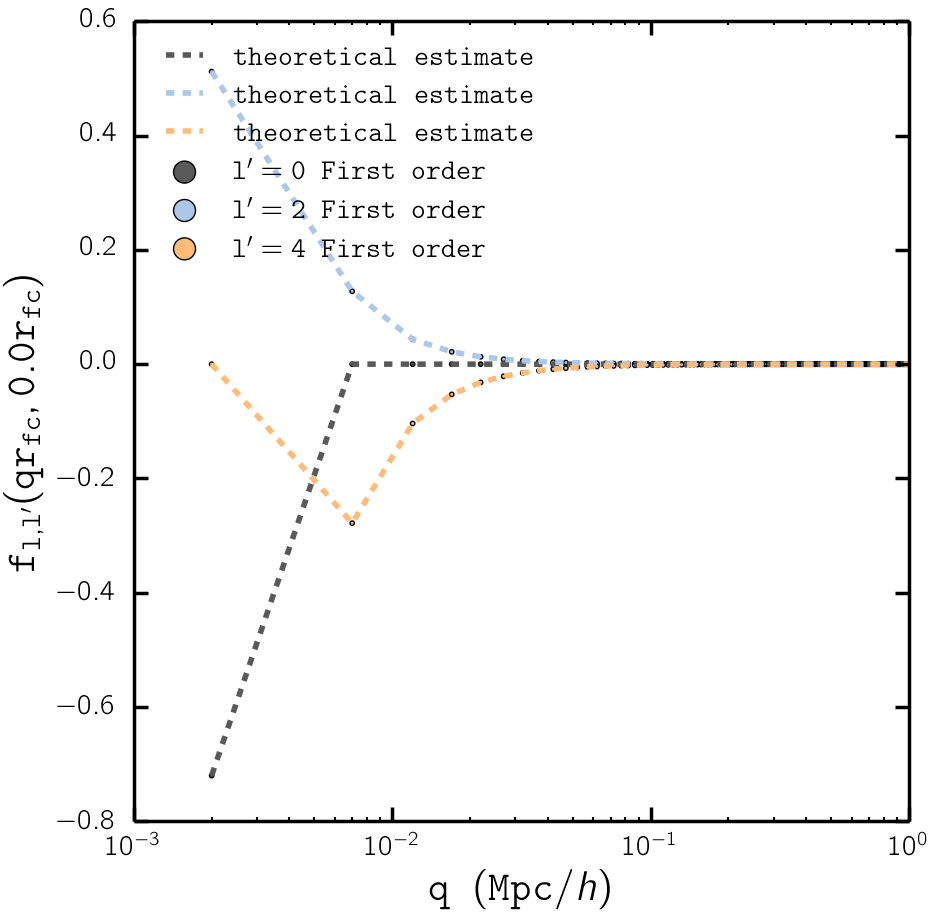 0.6
0.4
0.2
0.0
−0.2
−0.4
−0.6
−0.8
theoretical estimate
theoretical estimate
theoretical estimate
l′ = 0 First order
l′ = 2 First order
l′ = 4 First order
f_{l,l′}(qr_{fc}, 0.0r_{fc})
10^{−3}
10^{−2}
10^{−1}
10^{0}
q (Mpc/h)